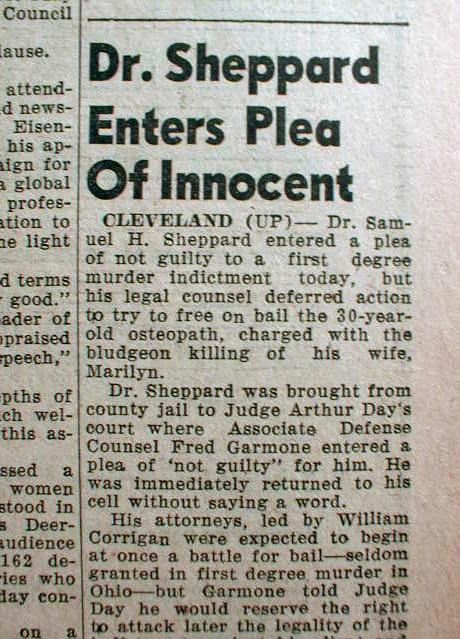 Council
lause.
attend-
d news-
Eisen-
his ap-
aign for
a global
profes-
ation to
he light
d terms
good."
ader of
ppraised
speech,"
epths of
ich wel-
this as-
ssed a
women
stood in
s Deer-
audience
162 de-
ries who
day con-
on a
Dr. Sheppard
Enters Plea
Of Innocent
CLEVELAND (UP)— Dr. Sam-
uel H. Sheppard entered a plea
of not guilty to a first degree
murder indictment today, but
his legal counsel deferred action
to try to free on bail the 30-year-
old osteopath, charged with the
bludgeon killing of his wife,
Marilyn.
Dr. Sheppard was brought from
county jail to Judge Arthur Day's
court where Associate Defense
Counsel Fred Garmone entered a
plea of 'not guilty" for him. He
was immediately returned to his
cell without saying a word.
His attorneys, led by William
Corrigan were expected to begin
at once a battle for bail—seldom
granted in first degree murder in
Ohio—but Garmone told Judge
Day he would reserve the right
to attack later the legality of the